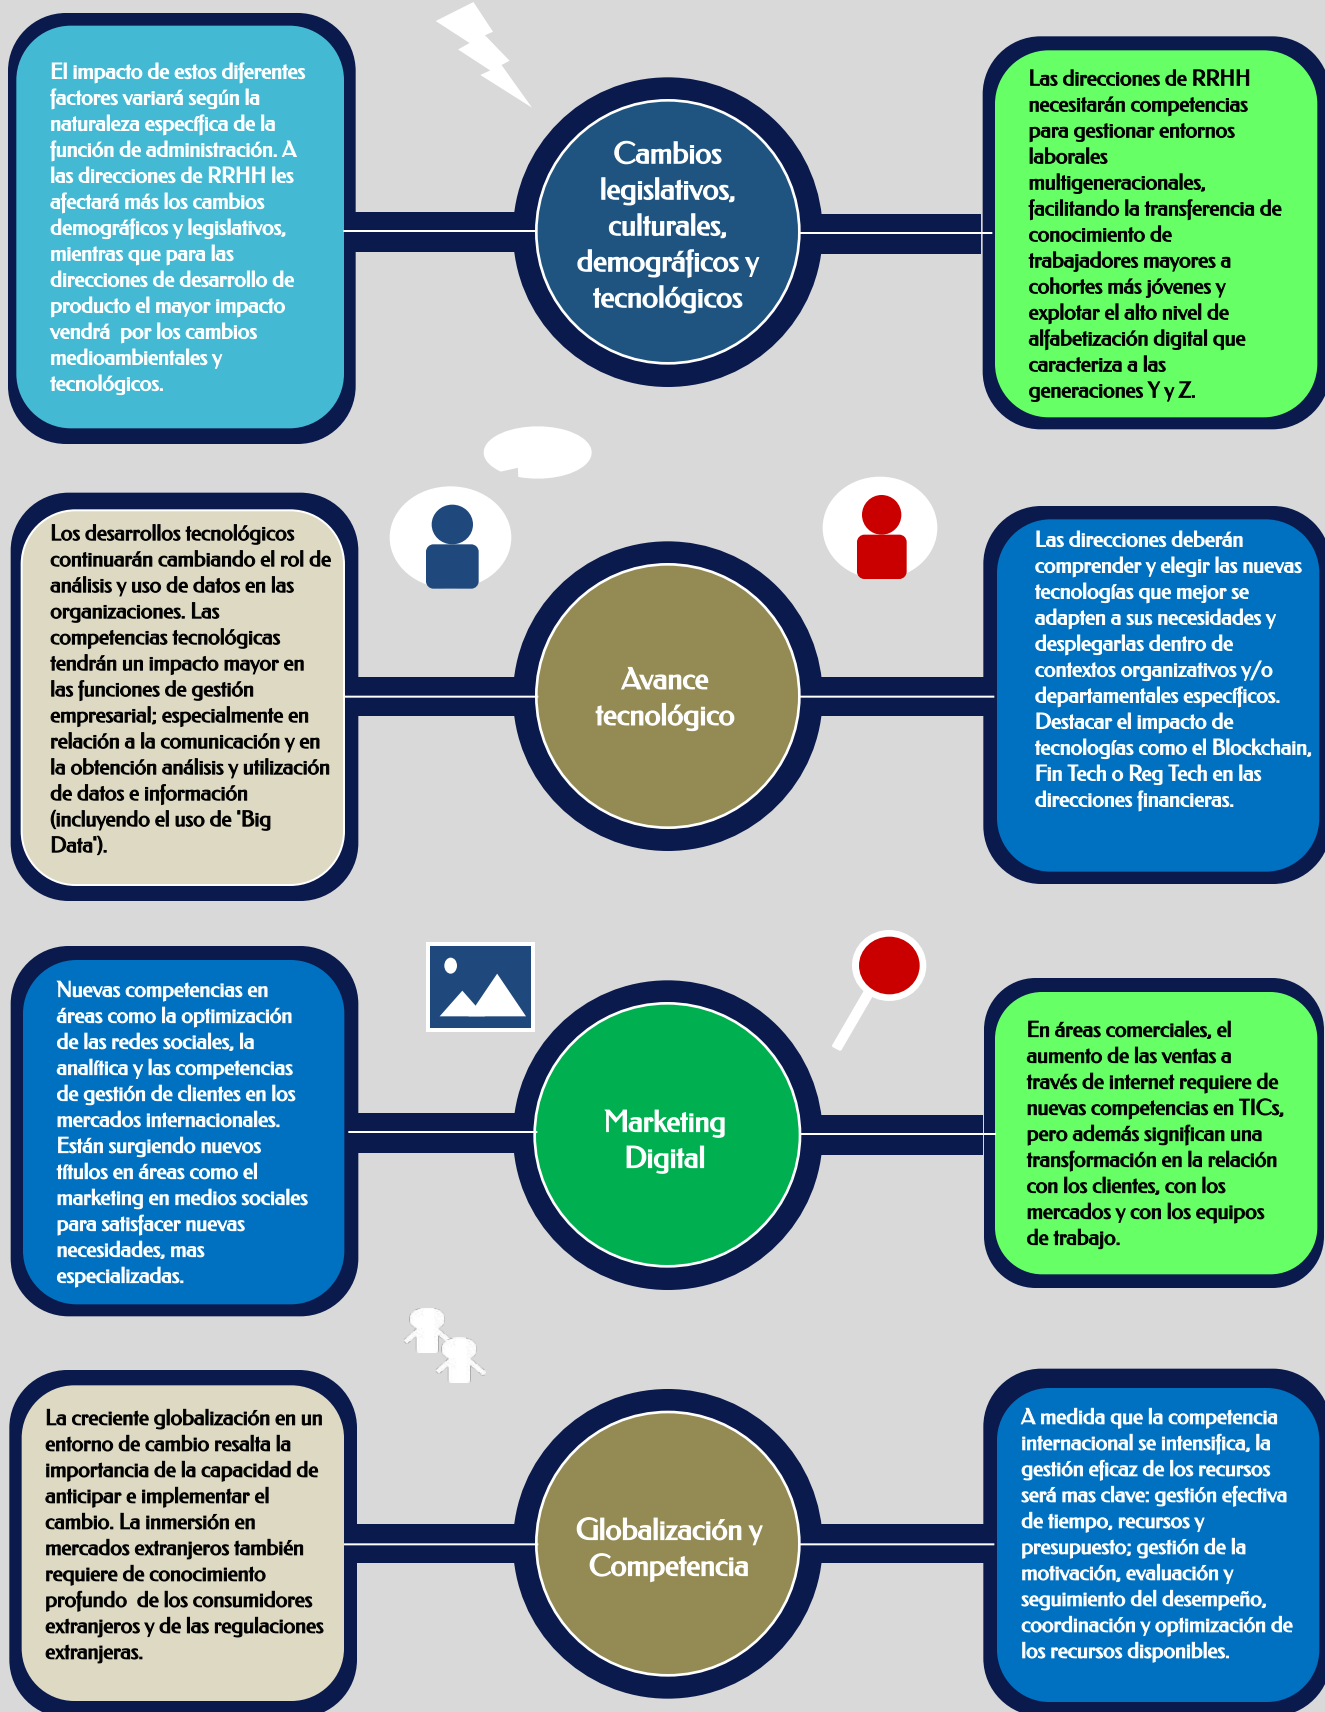 El impacto de estos diferentes
factores variará según la
naturaleza específica de la
función de administración. A
las direcciones de RRHH les
afectará más los cambios
demográficos y legislativos,
mientras que para las
direcciones de desarrollo de
producto el mayor impacto
vendrá  por los cambios
medioambientales y
tecnológicos.
Cambios
legislativos,
culturales,
demográficos y
tecnológicos
Las direcciones de RRHH
necesitarán competencias
para gestionar entornos
laborales
multigeneracionales,
facilitando la transferencia de
conocimiento de
trabajadores mayores a
cohortes más jóvenes y
explotar el alto nivel de
alfabetización digital que
caracteriza a las
generaciones Y y Z.
Los desarrollos tecnológicos
continuarán cambiando el rol de
análisis y uso de datos en las
organizaciones. Las
competencias tecnológicas
tendrán un impacto mayor en
las funciones de gestión
empresarial; especialmente en
relación a la comunicación y en
la obtención análisis y utilización
de datos e información
(incluyendo el uso de 'Big
Data').
Avance
tecnológico
Las direcciones deberán
comprender y elegir las nuevas
tecnologías que mejor se
adapten a sus necesidades y
desplegarlas dentro de
contextos organizativos y/o
departamentales específicos.
Destacar el impacto de
tecnologías como el Blockchain,
Fin Tech o Reg Tech en las
direcciones financieras.
Nuevas competencias en
áreas como la optimización
de las redes sociales, la
analítica y las competencias
de gestión de clientes en los
mercados internacionales.
Están surgiendo nuevos
títulos en áreas como el
marketing en medios sociales
para satisfacer nuevas
necesidades, mas
especializadas.
Marketing
Digital
En áreas comerciales, el
aumento de las ventas a
través de internet requiere de
nuevas competencias en TICs,
pero además significan una
transformación en la relación
con los clientes, con los
mercados y con los equipos
de trabajo.
La creciente globalización en un
entorno de cambio resalta la
importancia de la capacidad de
anticipar e implementar el
cambio. La inmersión en
mercados extranjeros también
requiere de conocimiento
profundo  de los consumidores
extranjeros y de las regulaciones
extranjeras.
Globalización y
Competencia
A medida que la competencia
internacional se intensifica, la
gestión eficaz de los recursos
será mas clave: gestión efectiva
de tiempo, recursos y
presupuesto; gestión de la
motivación, evaluación y
seguimiento del desempeño,
coordinación y optimización de
los recursos disponibles.